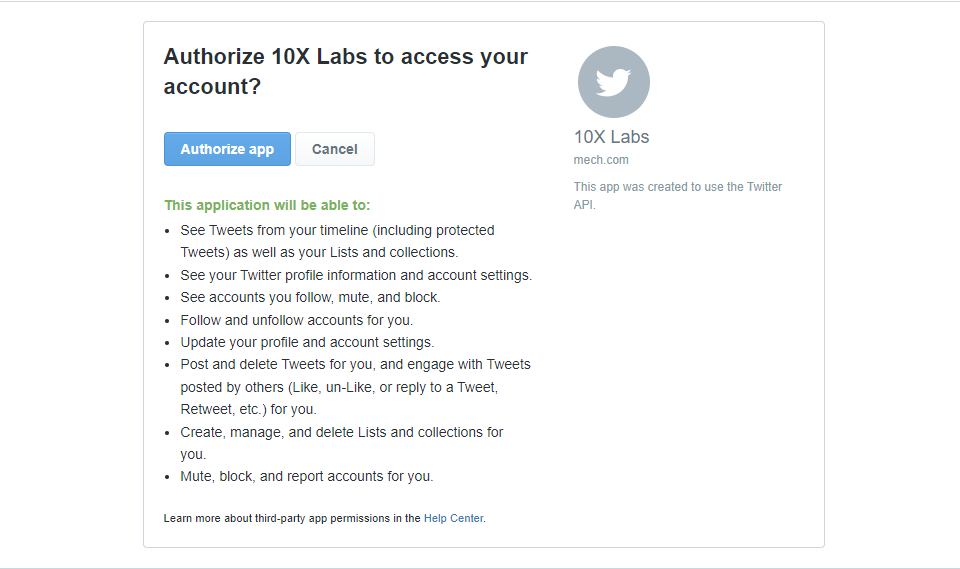 Authorize 10X Labs to access your
account?
Authorize app
Cancel
This application will be able to:
• See Tweets from your timeline (including protected
Tweets) as well as your Lists and collections.
• See your Twitter profile information and account settings.
• See accounts you follow, mute, and block.
• Follow and unfollow accounts for you.
• Update your profile and account settings.
• Post and delete Tweets for you, and engage with Tweets
posted by others (Like, un-Like, or reply to a Tweet,
Retweet, etc.) for you.
• Create, manage, and delete Lists and collections for
you.
• Mute, block, and report accounts for you.
Learn more about third-party app permissions in the Help Center.
10X Labs
mech.com
This app was created to use the Twitter
API.